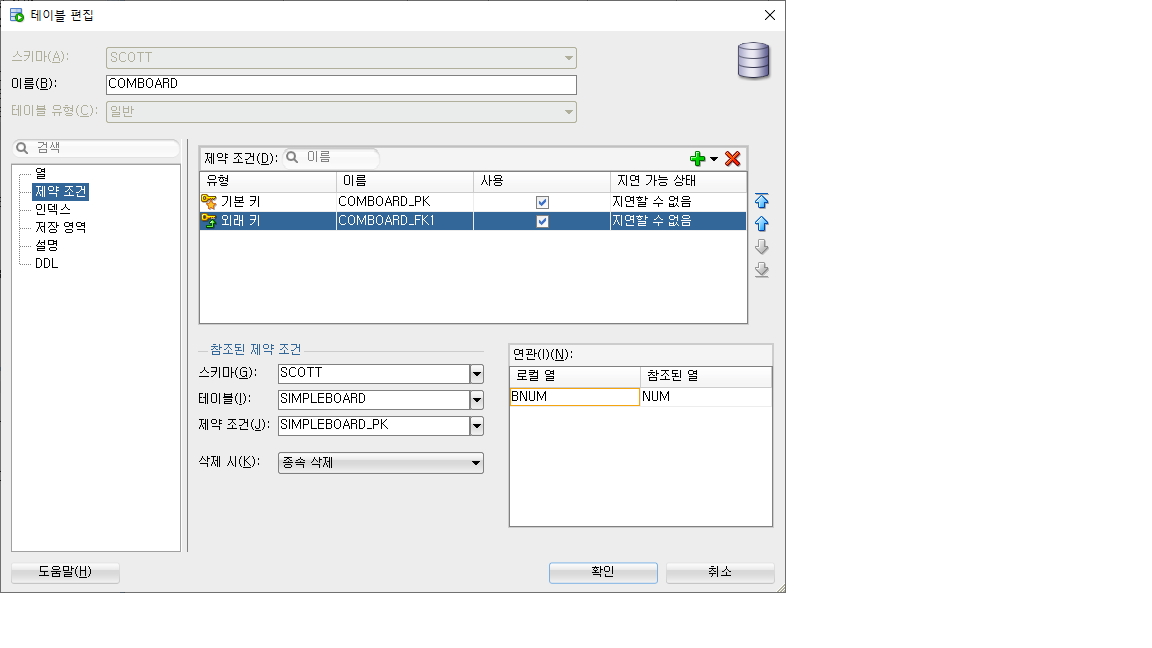 테이블 편집
스키마(A): SCOTT
이름(B): COMBOARD
테이블 유형(C): 일반
검색
열
제약 조건
인덱스
저장 영역
설명
DDL
제약 조건(D): 이름
유형 이름 사용 지연 가능 상태
기본 키 COMBOARD_PK 지연할 수 없음
외래 키 COMBOARD_FK1 지연할 수 없음
참조된 제약 조건
스키마(G): SCOTT
테이블(I): SIMPLEBOARD
제약 조건(J): SIMPLEBOARD_PK
삭제 시(K): 종속 삭제
연관(I)(N):
로컬 열 참조된 열
BNUM NUM
도움말(H) 확인 취소